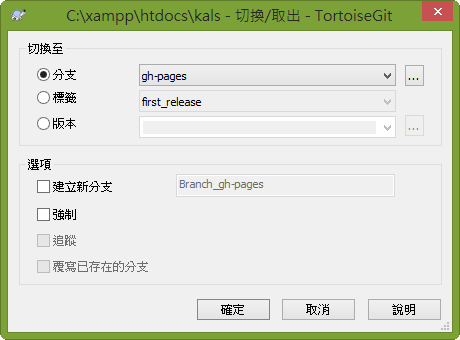 C:\xampp\htdocs\kals - 切換/取出 - TortoiseGit
切換至
分支 gh-pages ...
標籤 first_release
版本 ...
選項
建立新分支 Branch_gh-pages
強制
追蹤
覆寫已存在的分支
確定 取消 說明